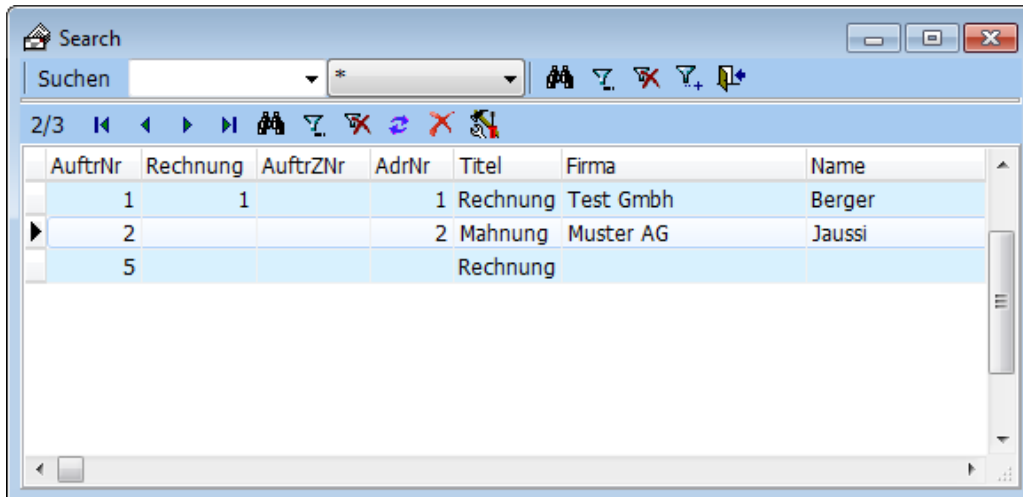 Search
Suchen *
2/3
AuftrNr Rechnung AuftrZNr AdrNr Titel Firma Name
1 1 1 Rechnung Test Gmbh Berger
2 2 Mahnung Muster AG Jaussi
5 Rechnung